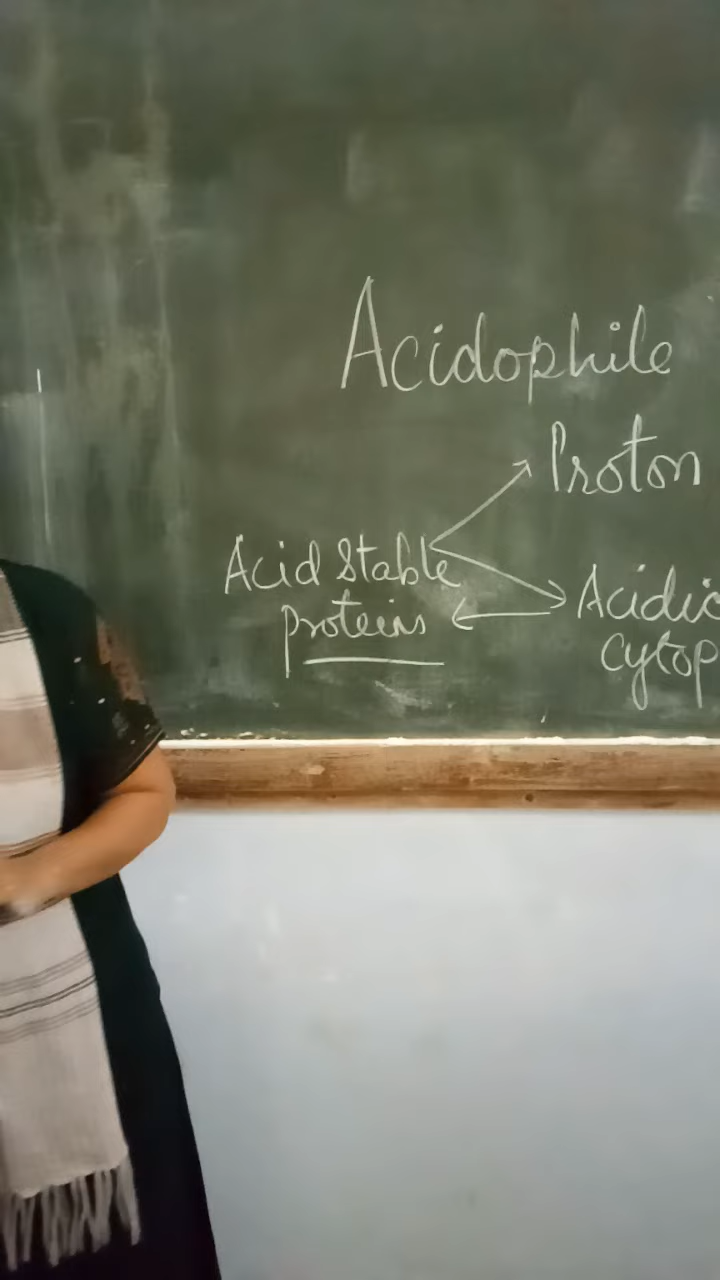 Acidophile
Proton
Acid Stable
proteins
Acidic
cytop